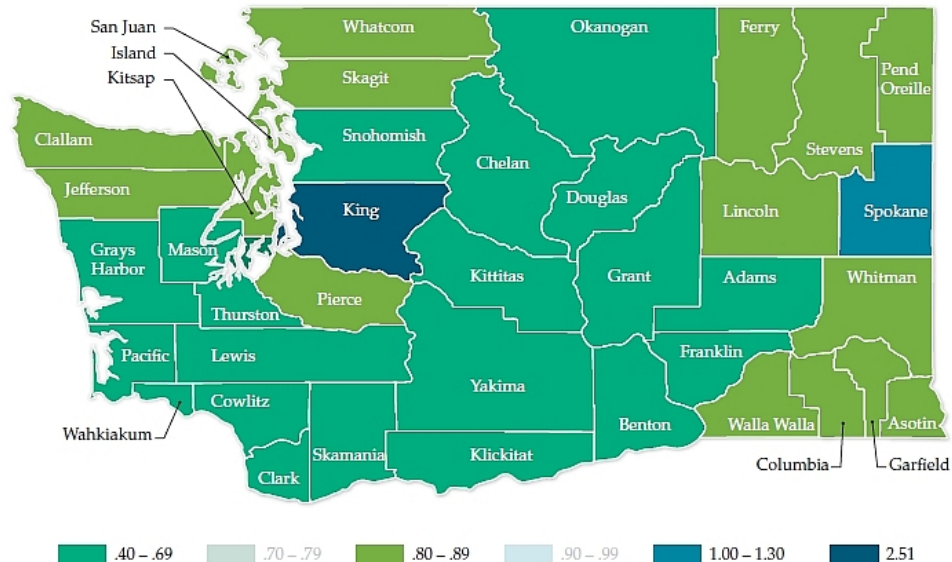 San Juan
Island
Kitsap
Whatcom
Okanogan
Ferry
Pend
Oreille
Skagit
Snohomish
Clallam
Chelan
Stevens
Jefferson
King
Douglas
Lincoln
Spokane
Grays
Harbor
Mason
Kittitas
Grant
Adams
Whitman
Pierce
Thurston
Pacific
Lewis
Franklin
Yakima
Cowlitz
Benton
Walla Walla
Asotin
Wahkiakum
Skamania
Klickitat
Columbia
Garfield
Clark
.40 – .69
.70 – .79
.80 – .89
.90 – .99
1.00 – 1.30
2.51